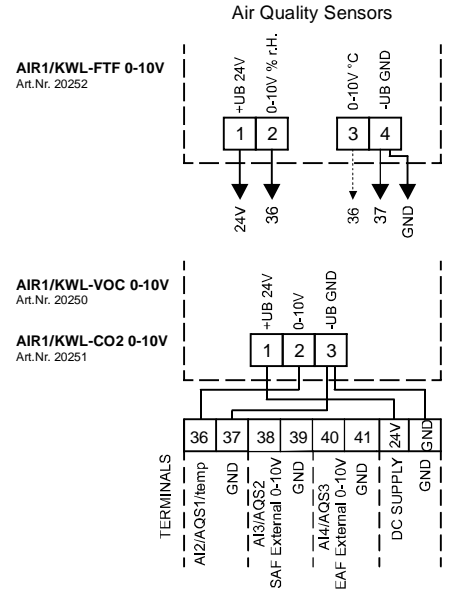 Air Quality Sensors
AIR1/KWL-FTF 0-10V
Art.Nr. 20252
+UB 24V
0-10V % r.H.
0-10V °C
-UB GND
1 2 3 4
24V
36
36
37
GND
AIR1/KWL-VOC 0-10V
Art.Nr. 20250
AIR1/KWL-CO2 0-10V
Art.Nr. 20251
+UB 24V
0-10V
-UB GND
1 2 3
36 37 38 39 40 41 24V GND
TERMINALS
AI2/AQS1/temp
GND
AI3/AQS2
SAF External 0-10V
GND
AI4/AQS3
EAF External 0-10V
GND
DC SUPPLY
GND